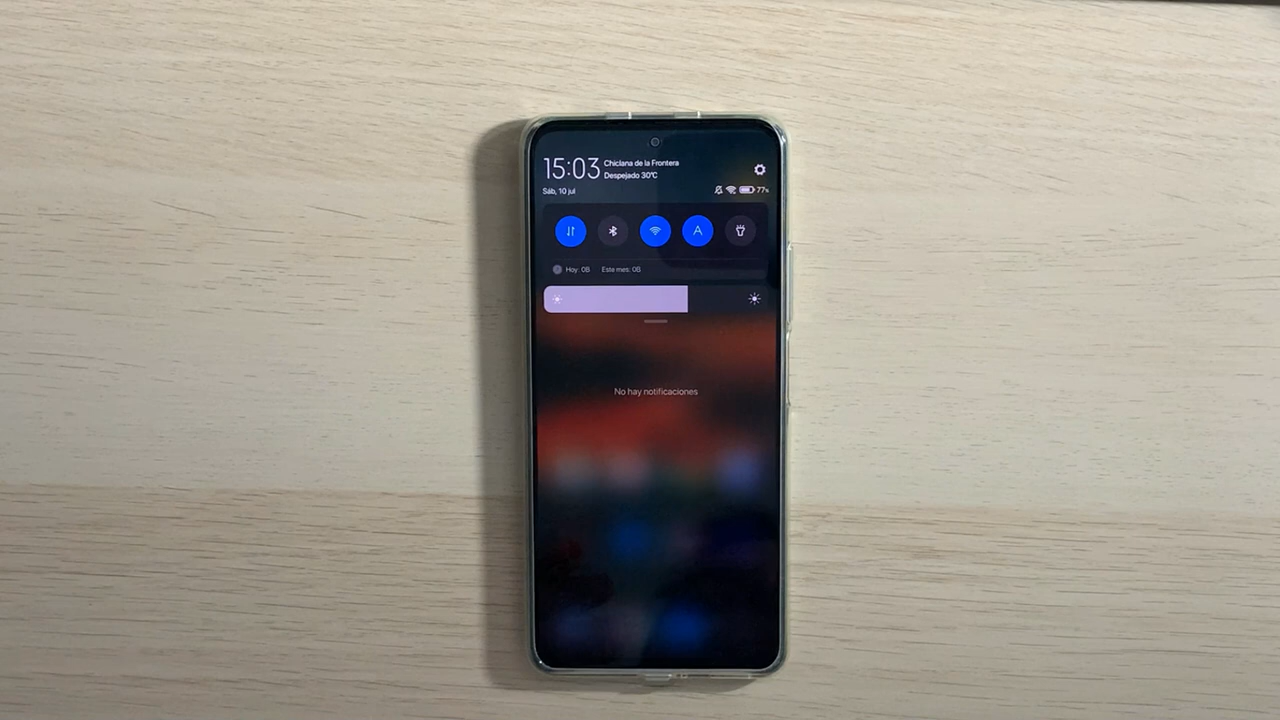 15:03
Chiclana de la Frontera
Despejado 30°C
Sáb, 10 jul
77%
A
Hoy: 0B Este mes: 0B
No hay notificaciones